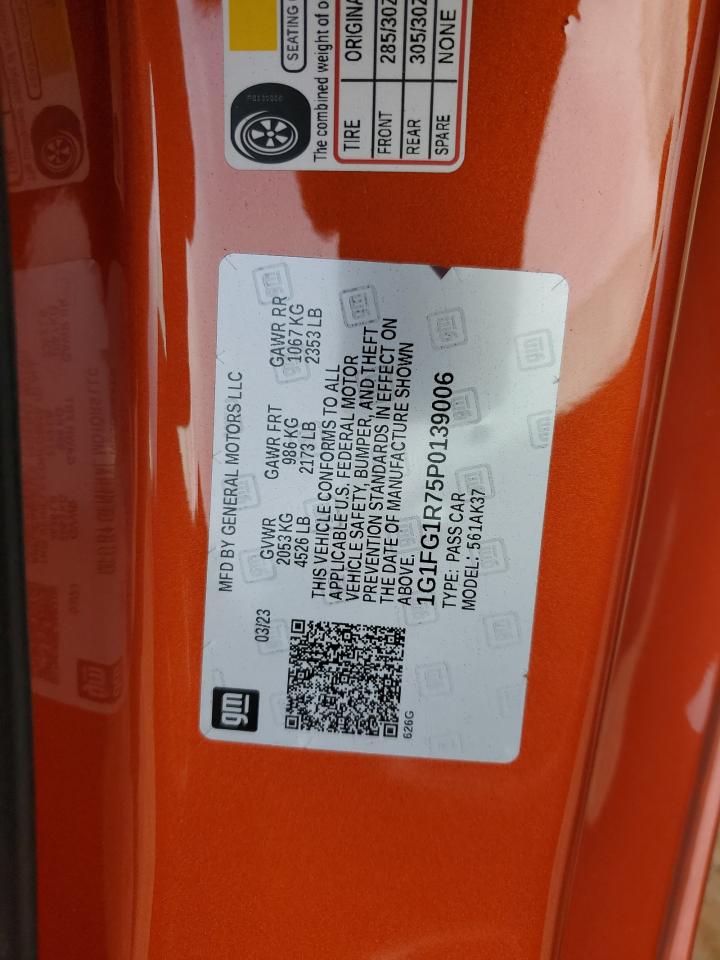 SEATING
The combined weight of o
TIRE ORIGINA
FRONT 285/30Z
REAR 305/30Z
SPARE NONE
gm
MFD BY GENERAL MOTORS LLC
03/23 GVWR GAWR FRT GAWR RR
2053 KG 986 KG 1067 KG
4526 LB 2173 LB 2353 LB
THIS VEHICLE CONFORMS TO ALL
APPLICABLE U.S. FEDERAL MOTOR
VEHICLE SAFETY, BUMPER, AND THEFT
PREVENTION STANDARDS IN EFFECT ON
THE DATE OF MANUFACTURE SHOWN
ABOVE.
1G1FG1R75P0139006
TYPE: PASS CAR
MODEL: 561AK37
626G